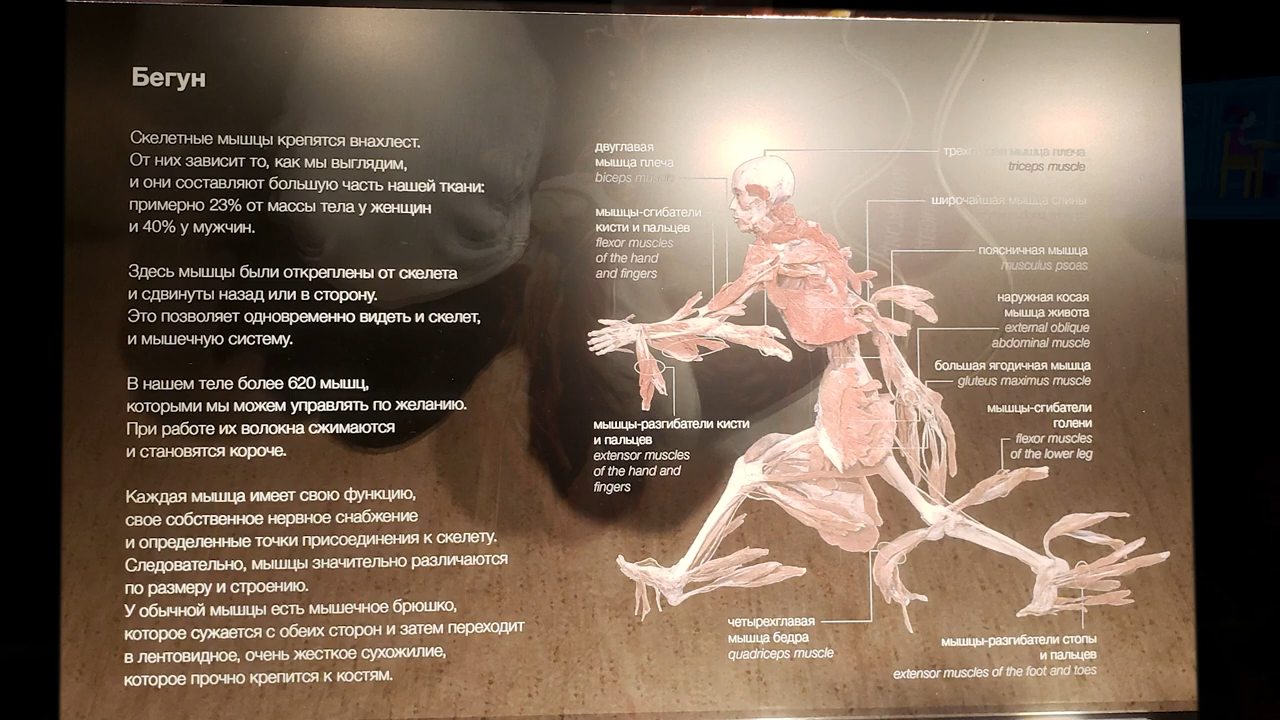 Бегун
Скелетные мышцы крепятся внахлест.
От них зависит то, как мы выглядим,
и они составляют большую часть нашей ткани:
примерно 23% от массы тела у женщин
и 40% у мужчин.
Здесь мышцы были откреплены от скелета
и сдвинуты назад или в сторону.
Это позволяет одновременно видеть и скелет,
и мышечную систему.
В нашем теле более 620 мышц,
которыми мы можем управлять по желанию.
При работе их волокна сжимаются
и становятся короче.
Каждая мышца имеет свою функцию,
свое собственное нервное снабжение
и определенные точки присоединения к скелету.
Следовательно, мышцы значительно различаются
по размеру и строению.
У обычной мышцы есть мышечное брюшко,
которое сужается с обеих сторон и затем переходит
в лентовидное, очень жесткое сухожилие,
которое прочно крепится к костям.
двуглавая
мышца плеча
biceps
мышцы-сгибатели
кисти и пальцев
flexor muscles
of the hand
and fingers
мышцы-разгибатели кисти
и пальцев
extensor muscles
of the hand and
fingers
четырехглавая
мышца бедра
quadriceps muscle
мышца плеча
triceps muscle
широчайшая мышца спины
поясничная мышца
musculus psoas
наружная косая
мышца живота
external oblique
abdominal muscle
большая ягодичная мышца
gluteus maximus muscle
мышцы-сгибатели
голени
flexor muscles
of the lower leg
мышцы-разгибатели стопы
и пальцев
extensor muscles of the foot and toes